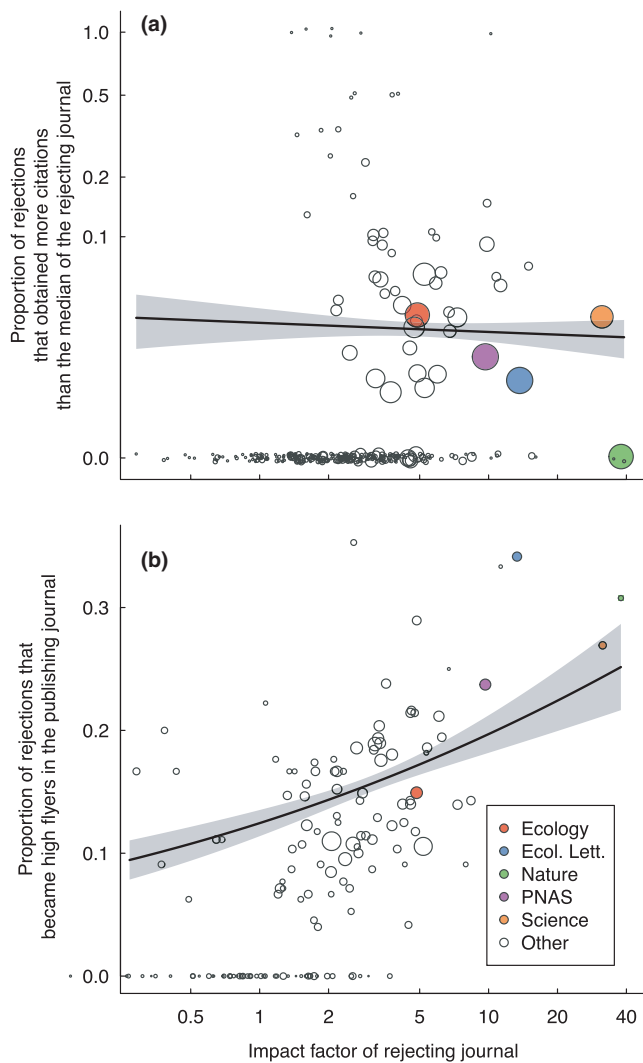 (a)
1.0
0.5
0.2
0.1
0.0
Proportion of rejections
that obtained more citations
than the median of the rejecting journal
(b)
0.3
0.2
0.1
0.0
Proportion of rejections that
became high flyers in the publishing journal
Ecology
Ecol. Lett.
Nature
PNAS
Science
Other
0.5 1 2 5 10 20 40
Impact factor of rejecting journal